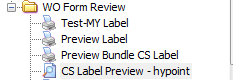 WO Form Review
Test-MY Label
Preview Label
Preview Bundle CS Label
CS Label Preview - hypoint